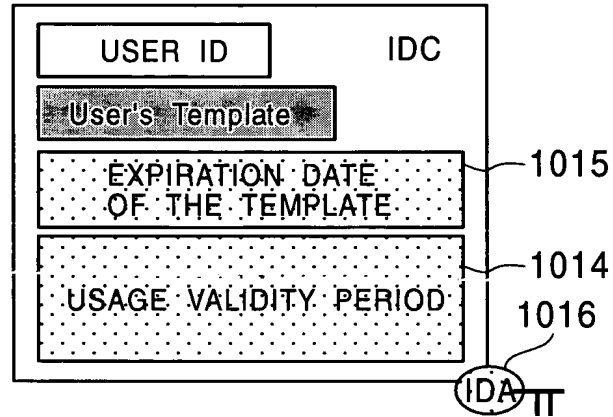 USER ID
IDC
User's Template
EXPIRATION DATE
OF THE TEMPLATE
1015
USAGE VALIDITY PERIOD
1014
1016
IDA